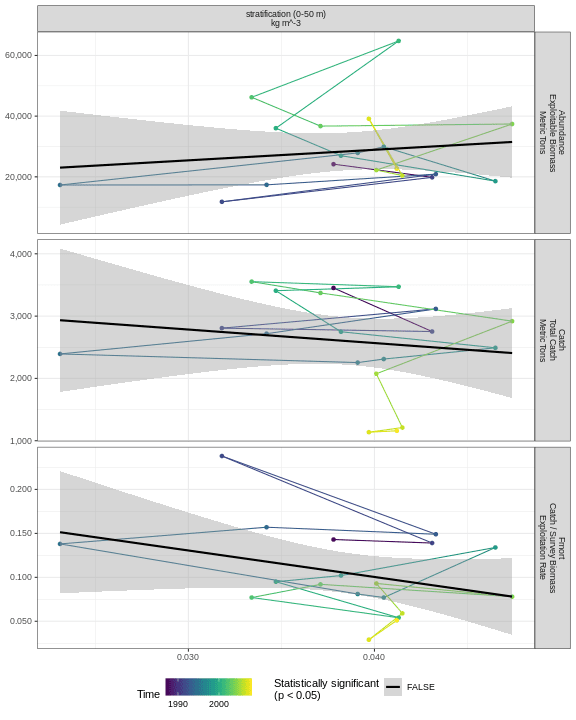 stratification (0-50 m)
kg m^-3
60,000
40,000
20,000
Abundance
Exploitable Biomass
Metric Tons
4,000
3,000
2,000
1,000
Catch
Total Catch
Metric Tons
0.200
0.150
0.100
0.050
Fmort
Catch / Survey Biomass
Exploitation Rate
0.030
0.040
Time
1990
2000
Statistically significant
(p < 0.05)
FALSE